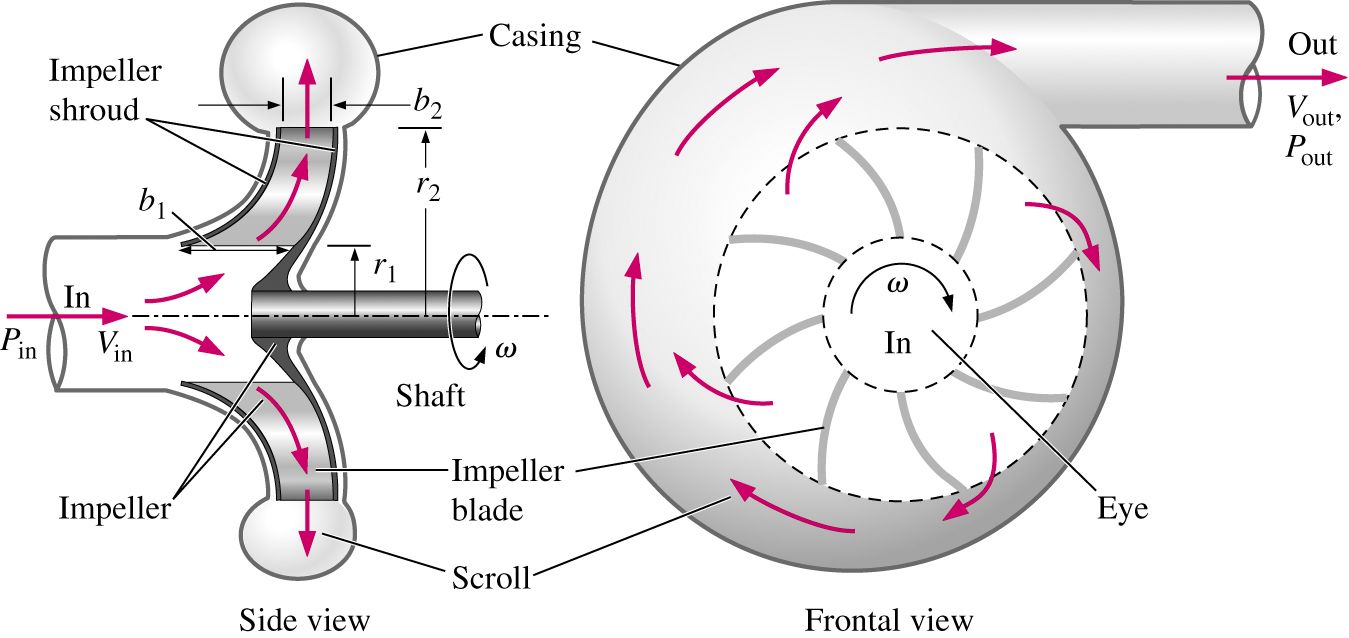 Casing
Impeller
shroud
b2
r2
b1
r1
In
Pin
Vin
ω
Shaft
Impeller
Impeller
blade
Scroll
Side view
Out
Vout,
Pout
ω
In
Eye
Frontal view